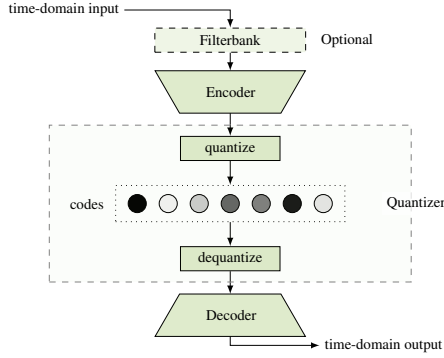 time-domain input
Filterbank
Optional
Encoder
quantize
codes
Quantizer
dequantize
Decoder
time-domain output